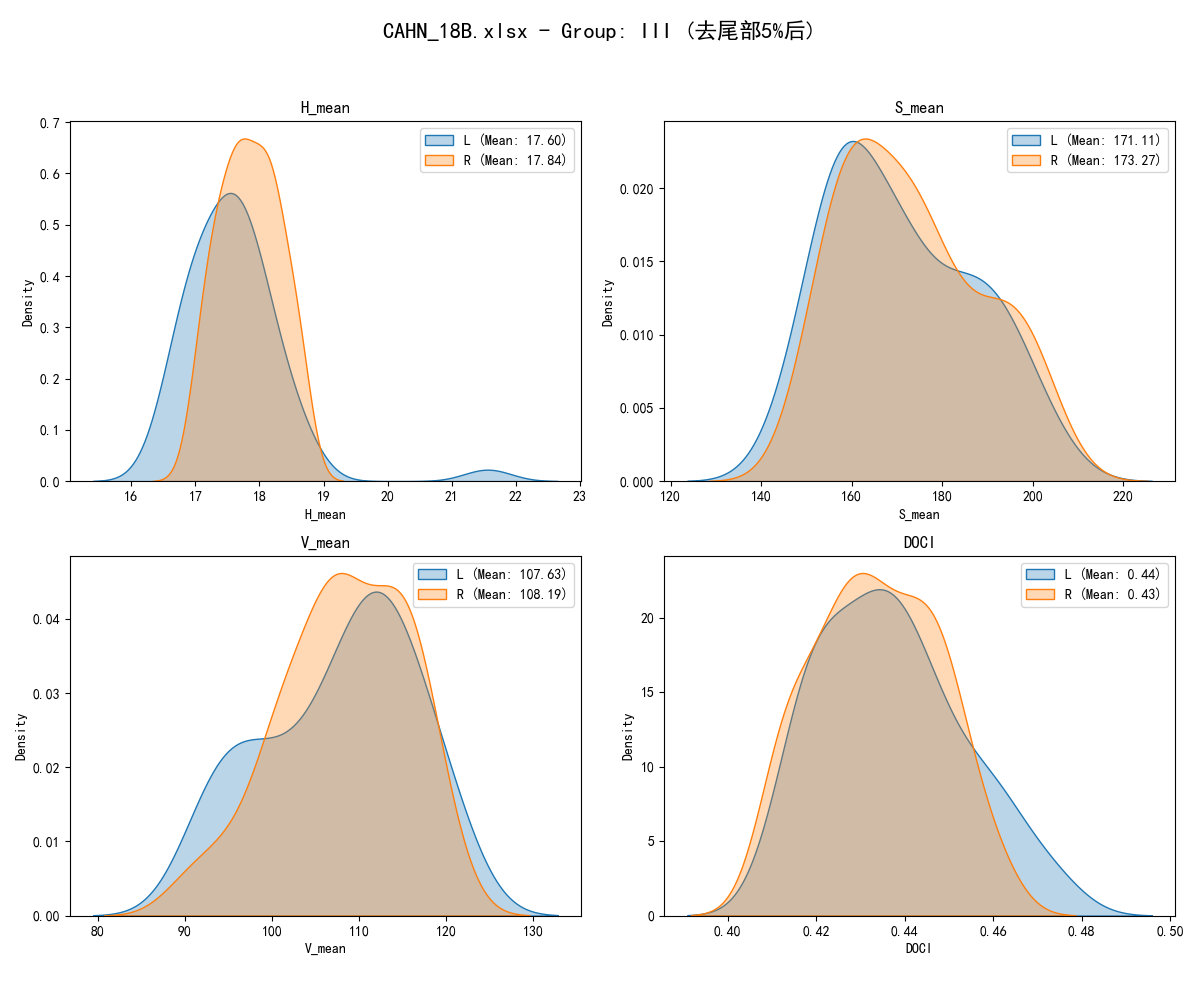 CAHN_18B.xlsx - Group: III (去尾部5%后)
H_mean
L (Mean: 17.60)
R (Mean: 17.84)
0.7
0.6
0.5
0.4
0.3
0.2
0.1
0.0
Density
16 17 18 19 20 21 22 23
H_mean
S_mean
L (Mean: 171.11)
R (Mean: 173.27)
0.020
0.015
0.010
0.005
0.000
Density
120 140 160 180 200 220
S_mean
V_mean
L (Mean: 107.63)
R (Mean: 108.19)
0.04
0.03
0.02
0.01
0.00
Density
80 90 100 110 120 130
V_mean
DOCI
L (Mean: 0.44)
R (Mean: 0.43)
20
15
10
5
0
Density
0.40 0.42 0.44 0.46 0.48 0.50
DOCI